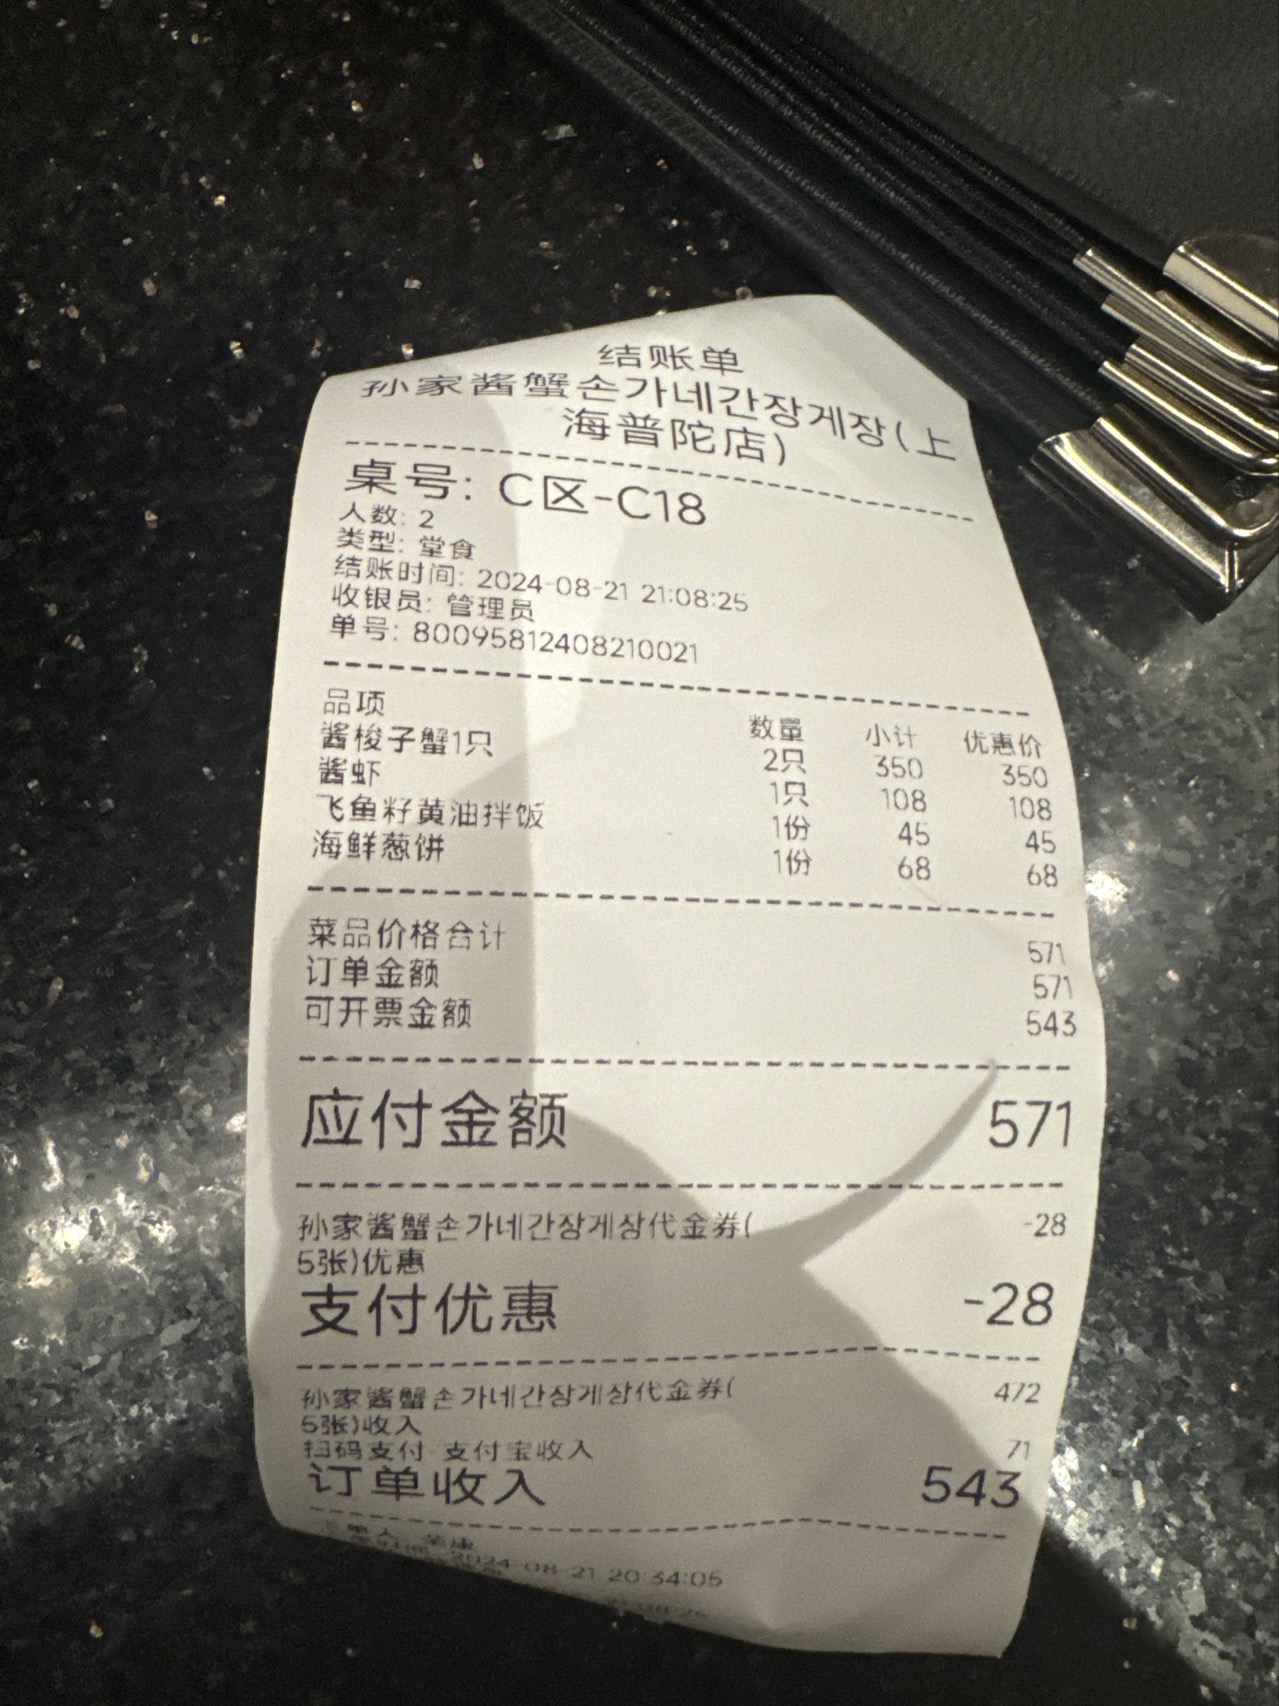 结账单
孙家酱蟹손가네간장게장(上
海普陀店)
桌号: C区-C18
人数: 2
类型: 堂食
结账时间: 2024-08-21 21:08:25
收银员: 管理员
单号: 80095812408210021
品项 数量 小计 优惠价
酱梭子蟹1只 2只 350 350
酱虾 1只 108 108
飞鱼籽黄油拌饭 1份 45 45
海鲜葱饼 1份 68 68
菜品价格合计 571
订单金额 571
可开票金额 543
应付金额 571
孙家酱蟹손가네간장게장代金券( -28
5张)优惠
支付优惠 -28
孙家酱蟹손가네간장게장代金券( 472
5张)收入
扫码支付-支付宝收入 71
订单收入 543
2024-08-21 20:34:05